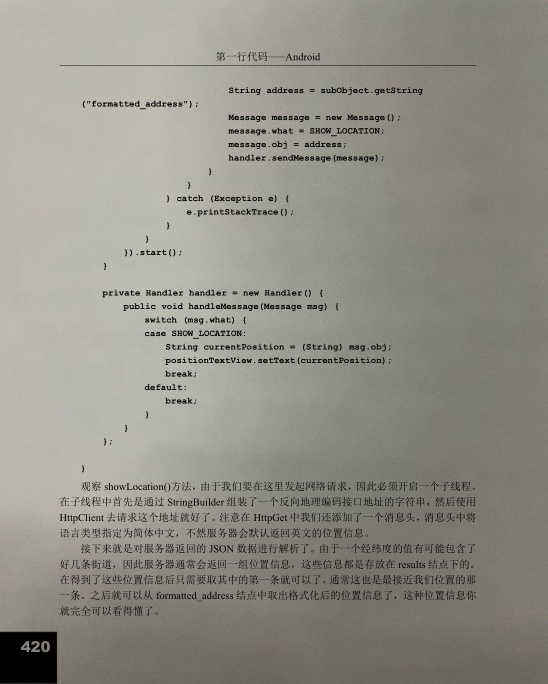 第一行代码——Android
String address = subObject.getString
("formatted_address");
Message message = new Message();
message.what = SHOW_LOCATION;
message.obj = address;
handler.sendMessage(message);
}
}
} catch (Exception e) {
e.printStackTrace();
}
}
}).start();
}
private Handler handler = new Handler() {
public void handleMessage(Message msg) {
switch (msg.what) {
case SHOW_LOCATION:
String currentPosition = (String) msg.obj;
positionTextView.setText(currentPosition);
break;
default:
break;
}
}
};
}
观察 showLocation()方法，由于我们要在这里发起网络请求，因此必须开启一个子线程。
在子线程中首先是通过 StringBuilder 组装了一个反向地理编码接口地址的字符串，然后使用
HttpClient 去请求这个地址就好了。注意在 HttpGet 中我们还添加了一个消息头，消息头中将
语言类型指定为简体中文，不然服务器会默认返回英文的位置信息。
接下来就是对服务器返回的 JSON 数据进行解析了。由于一个经纬度的值有可能包含了
好几条街道，因此服务器通常会返回一组位置信息，这些信息都是存放在 results 结点下的。
在得到了这些位置信息后只需要取其中的第一条就可以了，通常这也是最接近我们位置的那
一条。之后就可以从 formatted_address 结点中取出格式化后的位置信息了，这种位置信息你
就完全可以看得懂了。
420